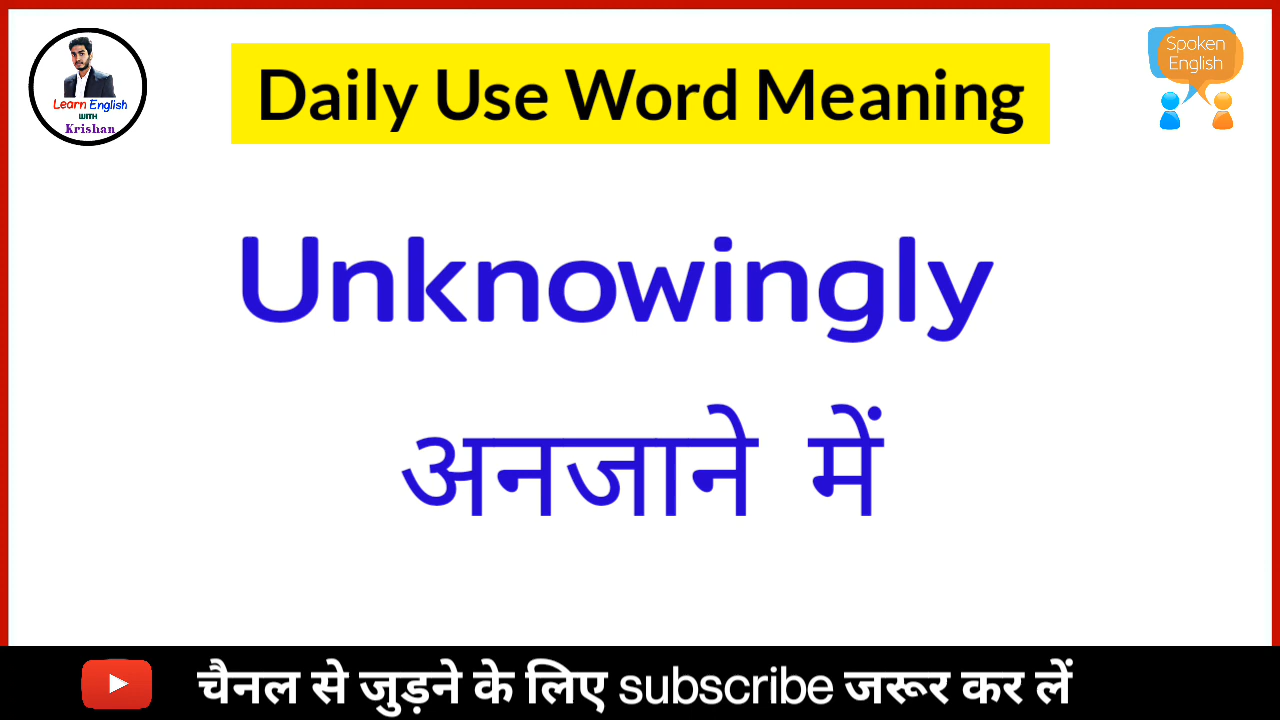 Learn English
WITH
Krishan
Daily Use Word Meaning
Spoken
English
Unknowingly
अनजाने में
चैनल से जुड़ने के लिए subscribe जरूर कर लें